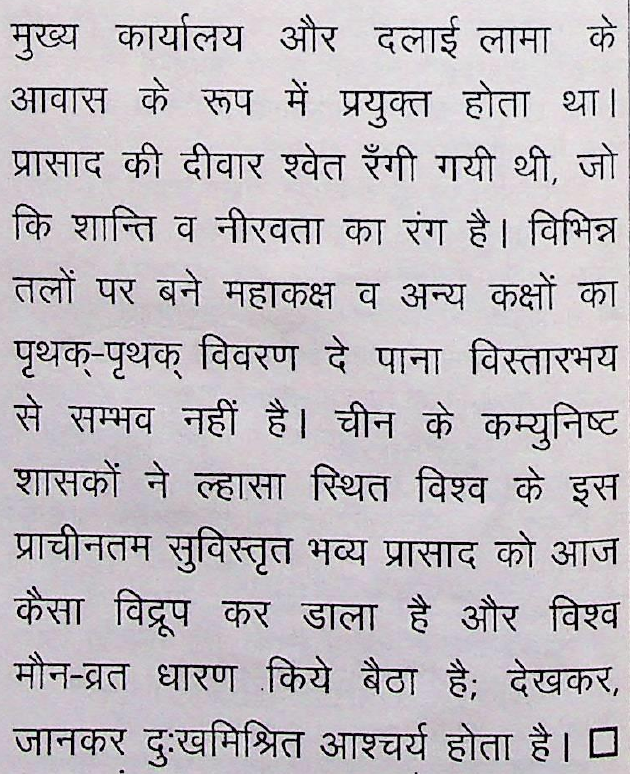 मुख्य कार्यालय और दलाई लामा के
आवास के रूप में प्रयुक्त होता था।
प्रासाद की दीवार श्वेत रँगी गयी थी, जो
कि शान्ति व नीरवता का रंग है। विभिन्न
तलों पर बने महाकक्ष व अन्य कक्षों का
पृथक्-पृथक् विवरण दे पाना विस्तारभय
से सम्भव नहीं है। चीन के कम्युनिष्ट
शासकों ने ल्हासा स्थित विश्व के इस
प्राचीनतम सुविस्तृत भव्य प्रासाद को आज
कैसा विद्रूप कर डाला है और विश्व
मौन-व्रत धारण किये बैठा है; देखकर,
जानकर दुःखमिश्रित आश्चर्य होता है। □